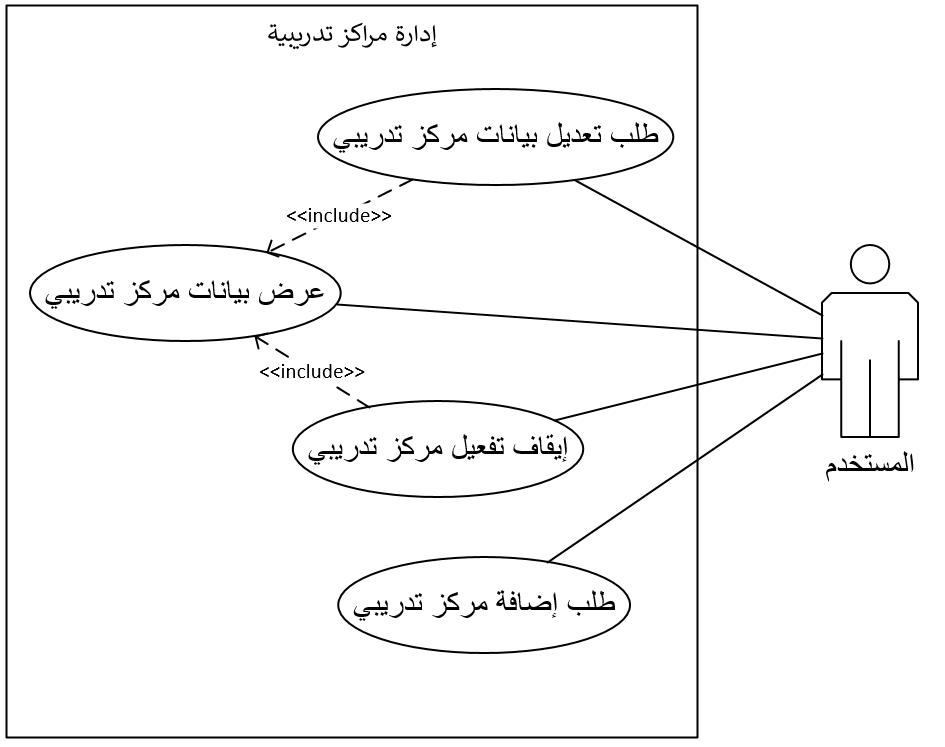 إدارة مراكز تدريبية
طلب تعديل بيانات مركز تدريبي
<<include>>
عرض بيانات مركز تدريبي
<<include>>
إيقاف تفعيل مركز تدريبي
المستخدم
طلب إضافة مركز تدريبي